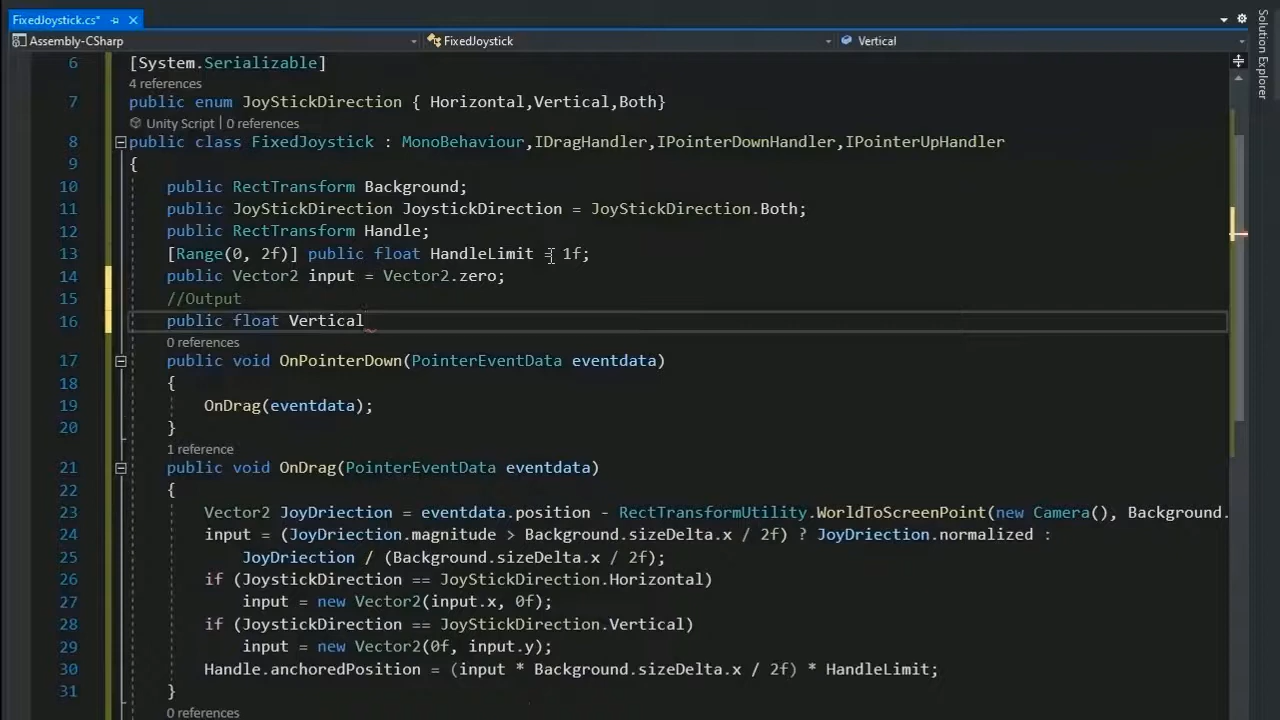 FixedJoystick.cs*
Assembly-CSharp FixedJoystick Vertical
Solution Explorer
6 [System.Serializable]
4 references
7 public enum JoyStickDirection { Horizontal,Vertical,Both}
Unity Script | 0 references
8 public class FixedJoystick : MonoBehaviour,IDragHandler,IPointerDownHandler,IPointerUpHandler
9 {
10 public RectTransform Background;
11 public JoyStickDirection JoystickDirection = JoyStickDirection.Both;
12 public RectTransform Handle;
13 [Range(0, 2f)] public float HandleLimit = 1f;
14 public Vector2 input = Vector2.zero;
15 //Output
16 public float Vertical
0 references
17 public void OnPointerDown(PointerEventData eventdata)
18 {
19 OnDrag(eventdata);
20 }
1 reference
21 public void OnDrag(PointerEventData eventdata)
22 {
23 Vector2 JoyDriection = eventdata.position - RectTransformUtility.WorldToScreenPoint(new Camera(), Background.
24 input = (JoyDriection.magnitude > Background.sizeDelta.x / 2f) ? JoyDriection.normalized :
25 JoyDriection / (Background.sizeDelta.x / 2f);
26 if (JoystickDirection == JoyStickDirection.Horizontal)
27 input = new Vector2(input.x, 0f);
28 if (JoystickDirection == JoyStickDirection.Vertical)
29 input = new Vector2(0f, input.y);
30 Handle.anchoredPosition = (input * Background.sizeDelta.x / 2f) * HandleLimit;
31 }
0 references